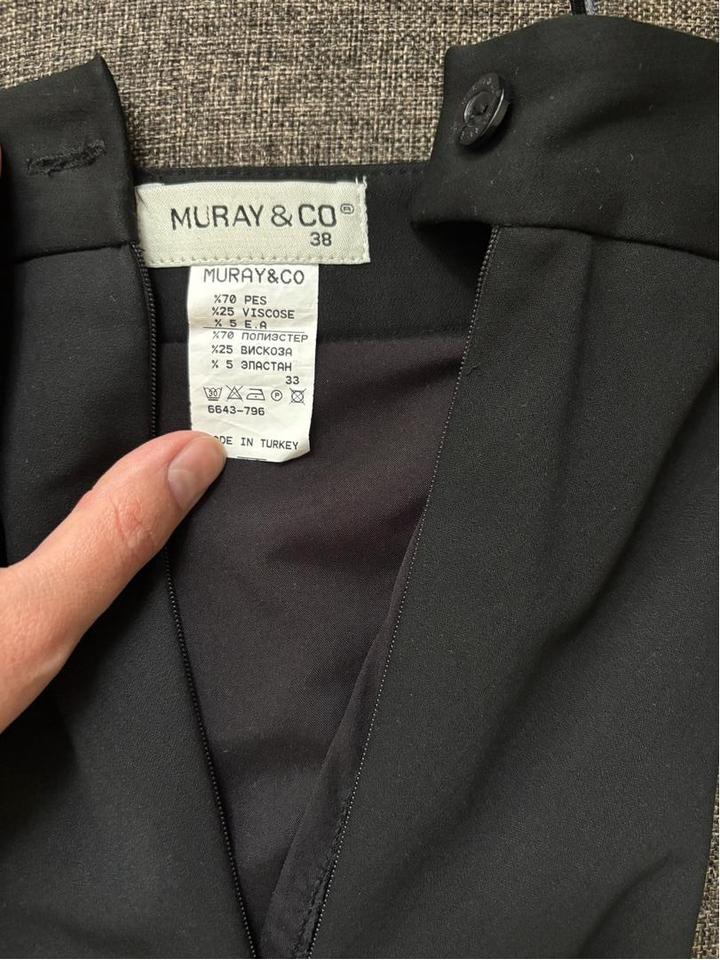 MURAY & CO®
38
MURAY&CO
%70 PES
%25 VISCOSE
% 5 E.A
%70 ПОЛИЭСТЕР
%25 ВИСКОЗА
% 5 ЭЛАСТАН
33
30 P
6643-796
DE IN TURKEY